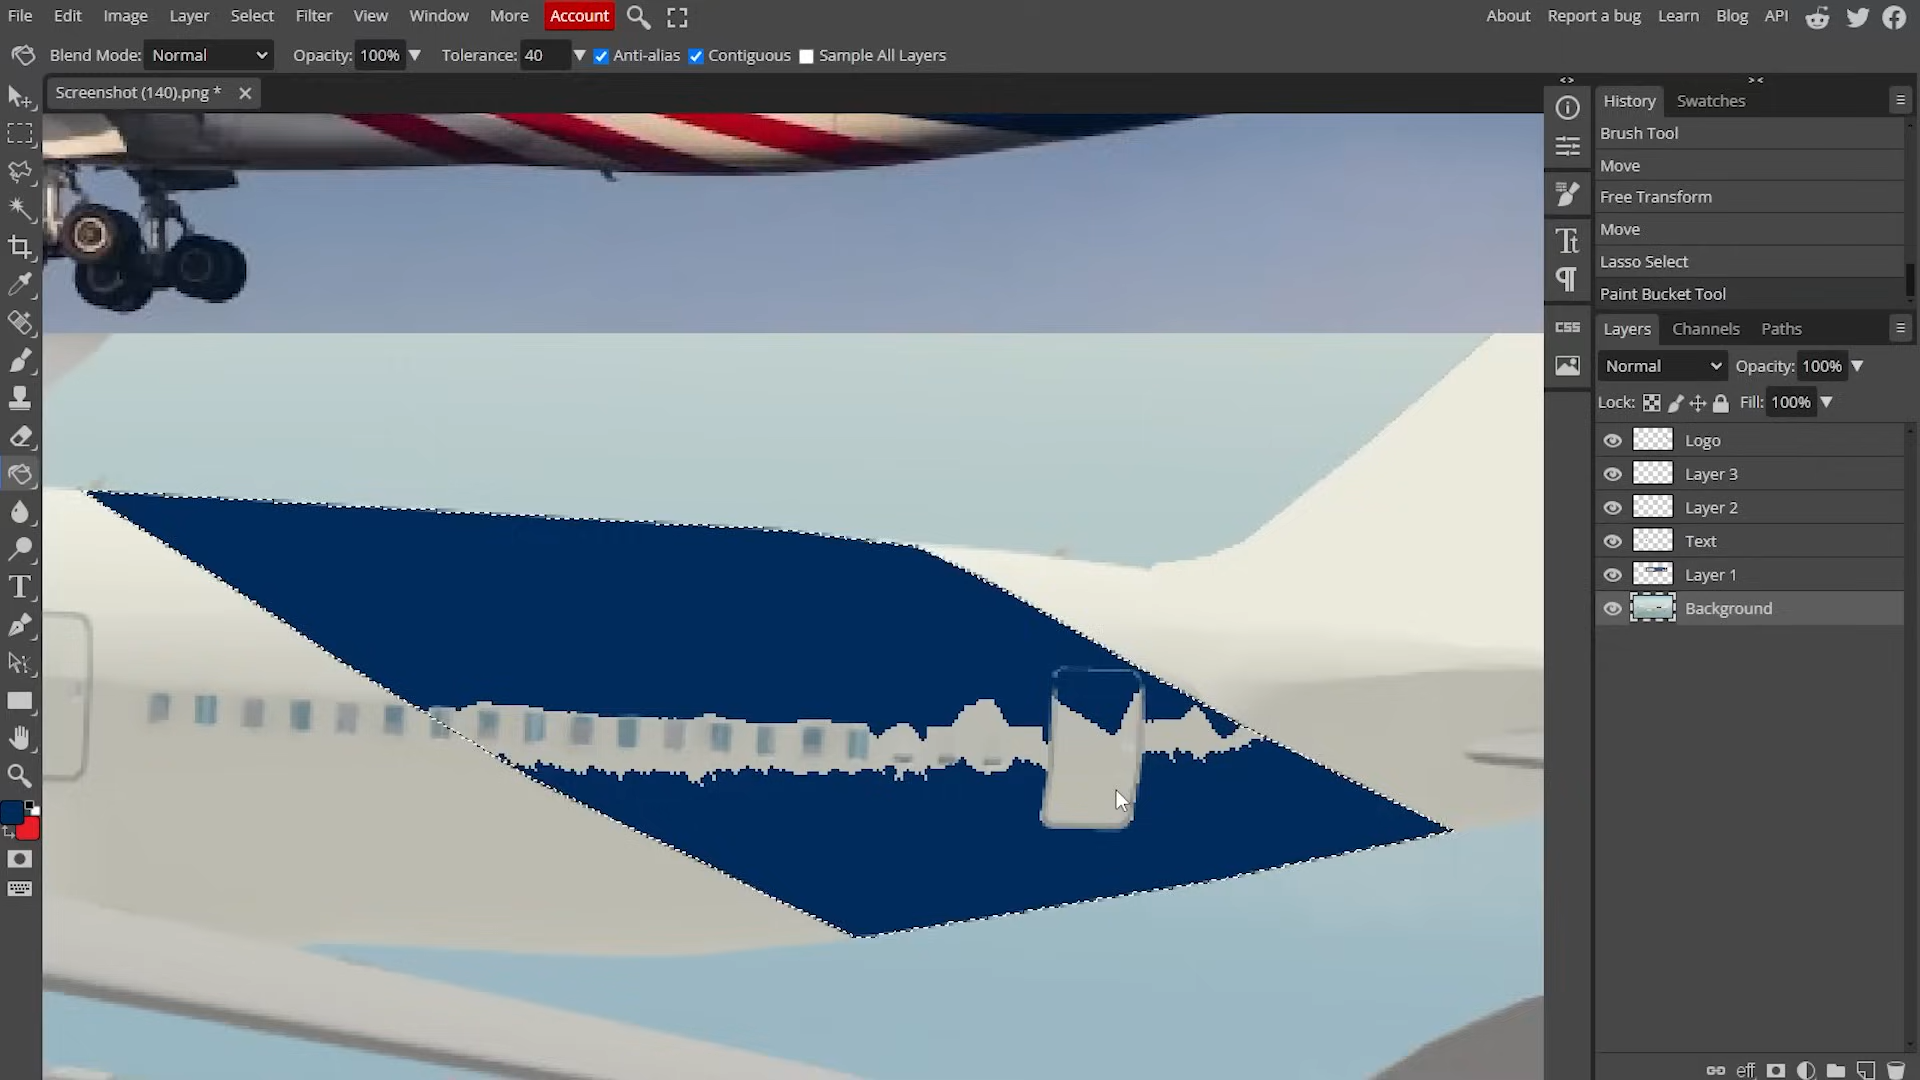 File Edit Image Layer Select Filter View Window More Account About Report a bug Learn Blog API
Blend Mode: Normal Opacity: 100% Tolerance: 40 Anti-alias Contiguous Sample All Layers
Screenshot (140).png *
History Swatches
Brush Tool
Move
Free Transform
Move
Lasso Select
Paint Bucket Tool
CSS
Layers Channels Paths
Normal Opacity: 100%
Lock: Fill: 100%
Logo
Layer 3
Layer 2
Text
Layer 1
Background
eff